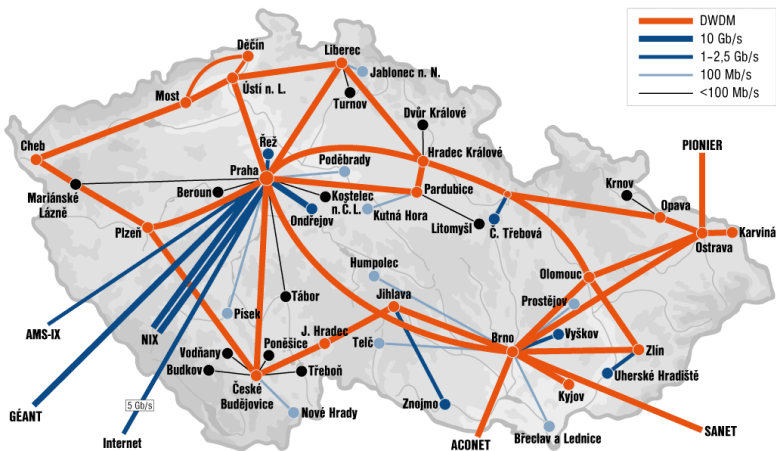 DWDM
10 Gb/s
1–2,5 Gb/s
100 Mb/s
<100 Mb/s
Děčín
Liberec
Jablonec n. N.
Ústí n. L.
Most
Turnov
Dvůr Králové
Cheb
Řež
Hradec Králové
PIONIER
Praha
Poděbrady
Mariánské
Lázně
Beroun
Kostelec
n. Č. L.
Pardubice
Krnov
Opava
Ondřejov
Kutná Hora
Litomyšl
Č. Třebová
Karviná
Ostrava
Plzeň
Humpolec
Olomouc
Tábor
Jihlava
Prostějov
AMS-IX
NIX
Písek
J. Hradec
Telč
Brno
Vyškov
Zlín
Vodňany
Poněšice
Budkov
Třeboň
Uherské Hradiště
České
Budějovice
Kyjov
GÉANT
5 Gb/s
Nové Hrady
Znojmo
Internet
ACONET
Břeclav a Lednice
SANET